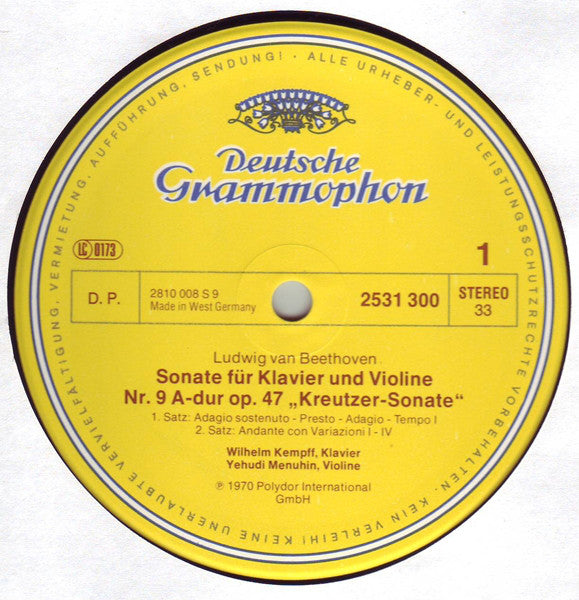 ALLE URHEBER- UND LEISTUNGSSCHUTZRECHTE VORBEHALTEN · KEIN VERLEIH! KEINE UNERLAUBTE VERVIELFÄLTIGUNG, VERMIETUNG, AUFFÜHRUNG, SENDUNG! ·
Deutsche
Grammophon
LC 0173
1
D. P.
2810 008 S 9
Made in West Germany
2531 300
STEREO
33
Ludwig van Beethoven
Sonate für Klavier und Violine
Nr. 9 A-dur op. 47 „Kreutzer-Sonate“
1. Satz: Adagio sostenuto - Presto - Adagio - Tempo I
2. Satz: Andante con Variazioni I - IV
Wilhelm Kempff, Klavier
Yehudi Menuhin, Violine
℗ 1970 Polydor International
GmbH